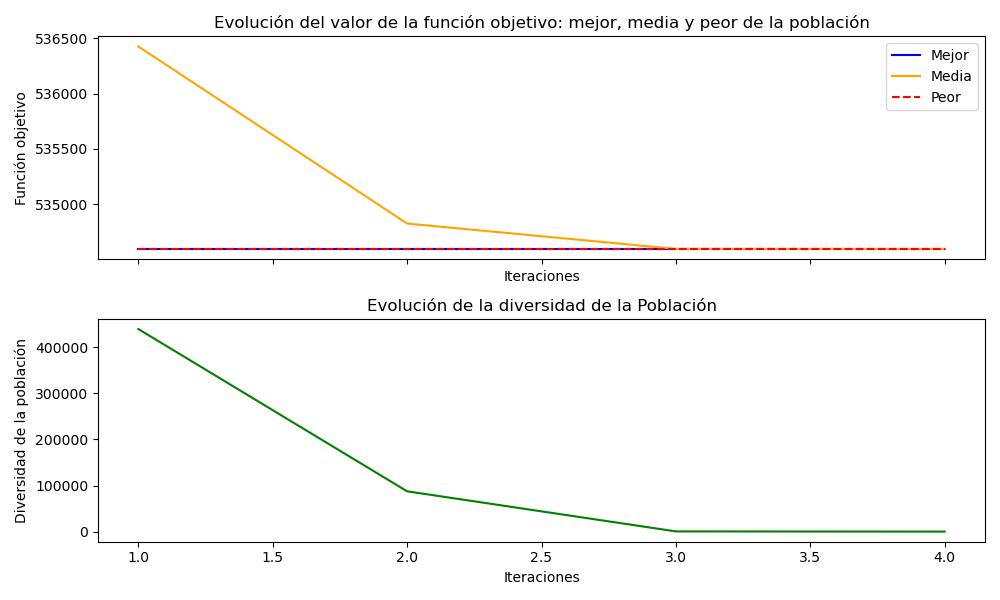 Evolución del valor de la función objetivo: mejor, media y peor de la población
536500
536000
535500
535000
Función objetivo
Mejor
Media
Peor
Iteraciones
Evolución de la diversidad de la Población
400000
300000
200000
100000
0
Diversidad de la población
1.0 1.5 2.0 2.5 3.0 3.5 4.0
Iteraciones